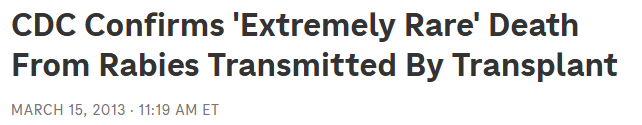 CDC Confirms 'Extremely Rare' Death
From Rabies Transmitted By Transplant
MARCH 15, 2013 · 11:19 AM ET